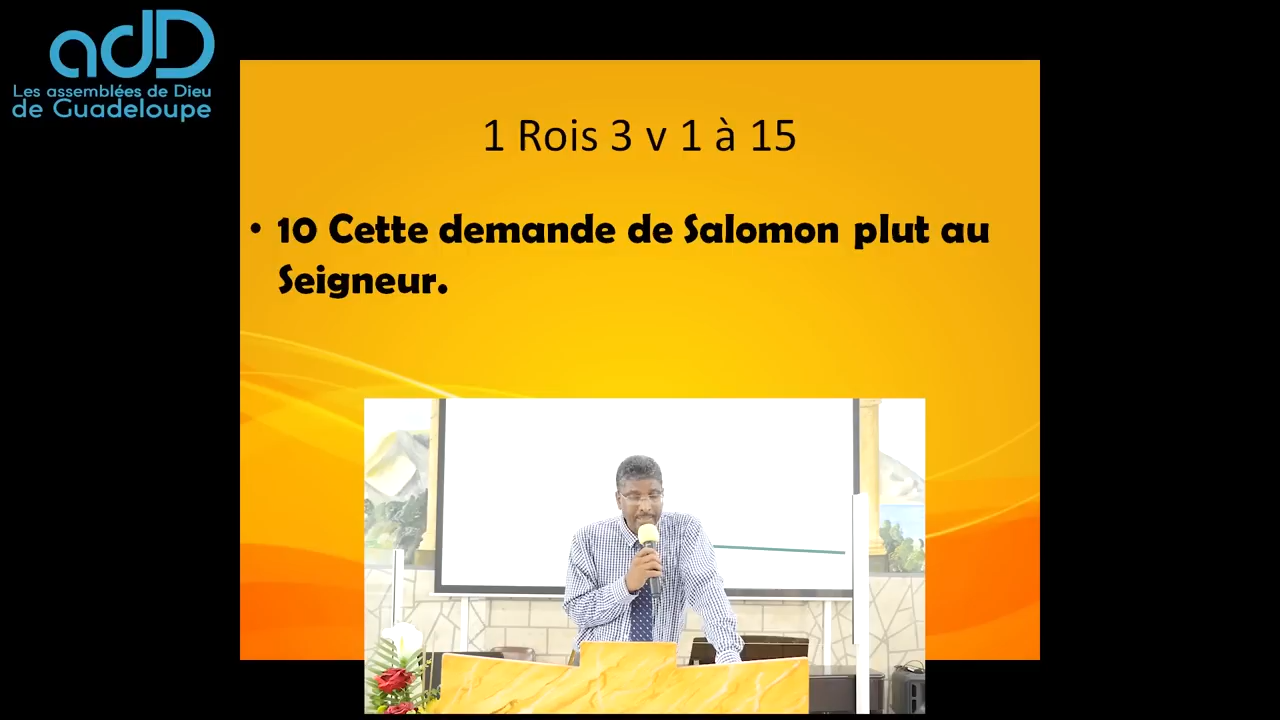 adD
Les assemblées de Dieu
de Guadeloupe
1 Rois 3 v 1 à 15
• 10 Cette demande de Salomon plut au
Seigneur.